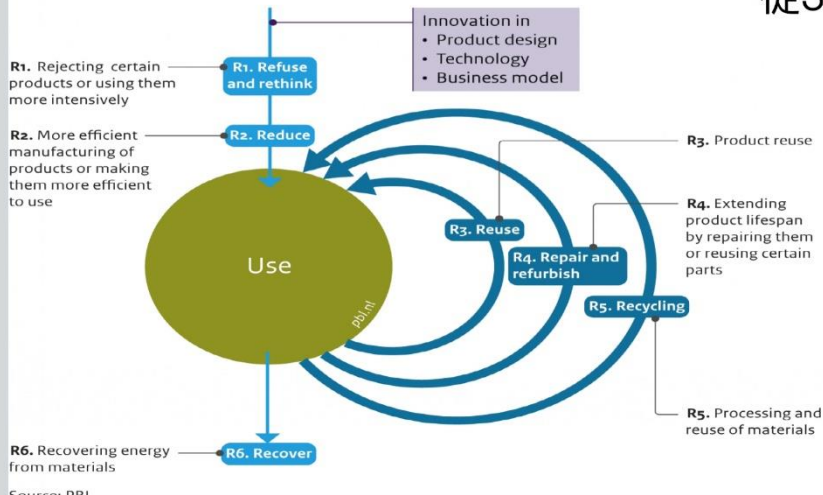 Innovation in
• Product design
• Technology
• Business model
R1. Rejecting certain
products or using them
more intensively
R1. Refuse
and rethink
R2. More efficient
manufacturing of
products or making
them more efficient
to use
R2. Reduce
R3. Product reuse
R3. Reuse
R4. Extending
product lifespan
by repairing them
or reusing certain
parts
R4. Repair and
refurbish
Use
pbl.nl
R5. Recycling
R5. Processing and
reuse of materials
R6. Recovering energy
from materials
R6. Recover
Source: PBL